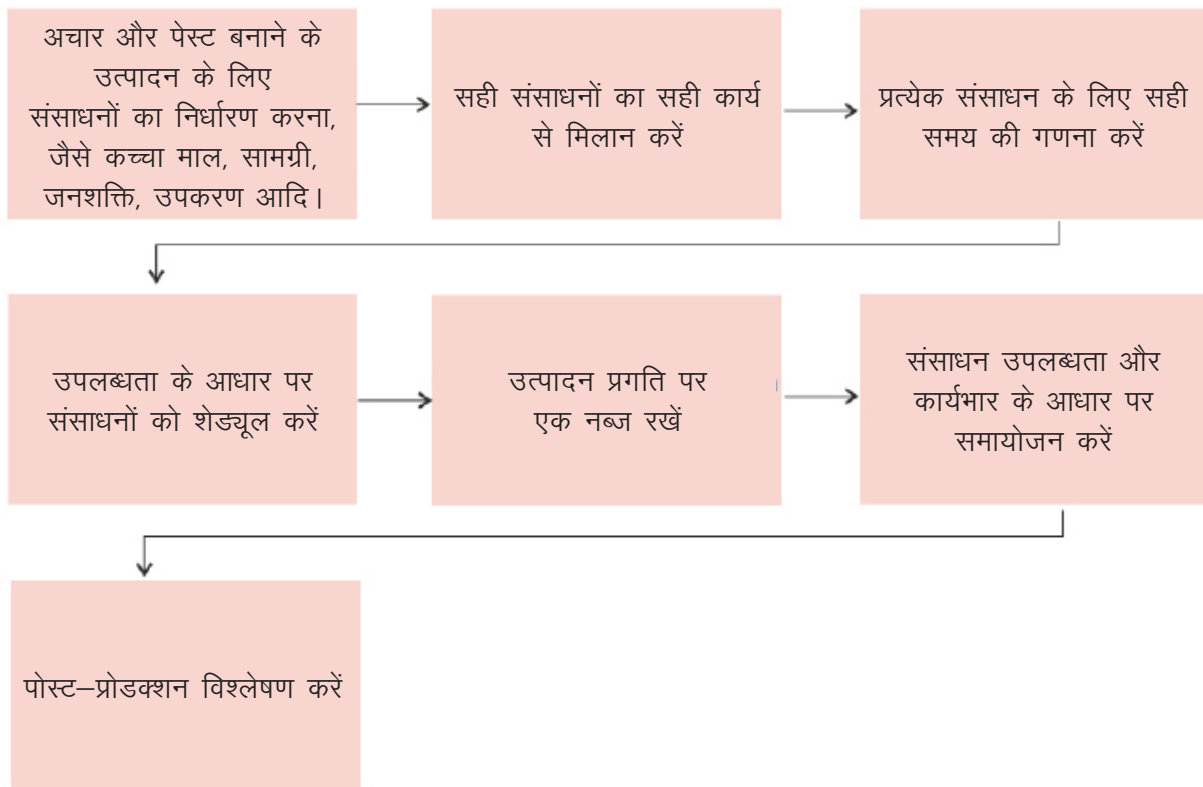 अचार और पेस्ट बनाने के
उत्पादन के लिए
संसाधनों का निर्धारण करना,
जैसे कच्चा माल, सामग्री,
जनशक्ति, उपकरण आदि।
सही संसाधनों का सही कार्य
से मिलान करें
प्रत्येक संसाधन के लिए सही
समय की गणना करें
उपलब्धता के आधार पर
संसाधनों को शेड्यूल करें
उत्पादन प्रगति पर
एक नब्ज रखें
संसाधन उपलब्धता और
कार्यभार के आधार पर
समायोजन करें
पोस्ट–प्रोडक्शन विश्लेषण करें